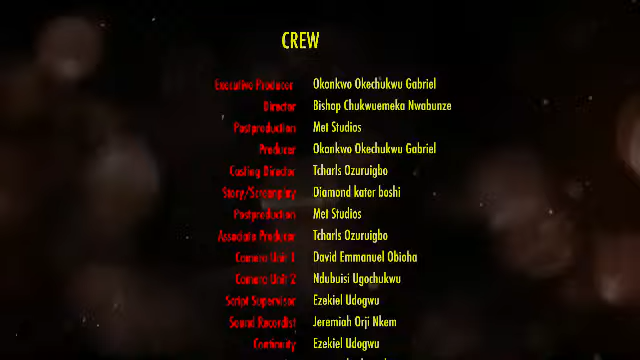 CREW
Executive Producer Okonkwo Okechukwu Gabriel
Director Bishop Chukwuemeka Nwabunze
Postproduction Met Studios
Producer Okonkwo Okechukwu Gabriel
Casting Director Tcharls Ozuruigbo
Story/Screenplay Diamond kater boshi
Postproduction Met Studios
Associate Producer Tcharls Ozuruigbo
Camera Unit 1 David Emmanuel Obioha
Camera Unit 2 Ndubuisi Ugochukwu
Script Supervisor Ezekiel Udogwu
Sound Recordist Jeremiah Orji Nkem
Continuity Ezekiel Udogwu